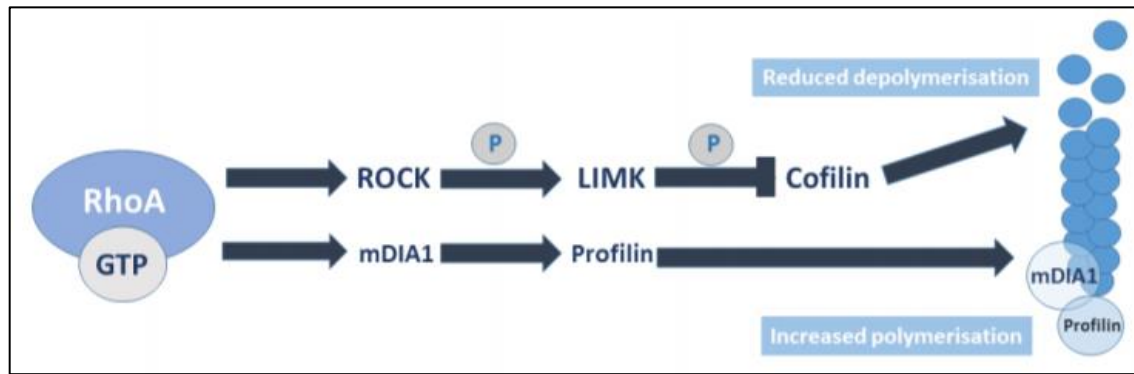 Reduced depolymerisation
P
P
RhoA
GTP
ROCK
LIMK
Cofilin
mDIA1
Profilin
mDIA1
Profilin
Increased polymerisation